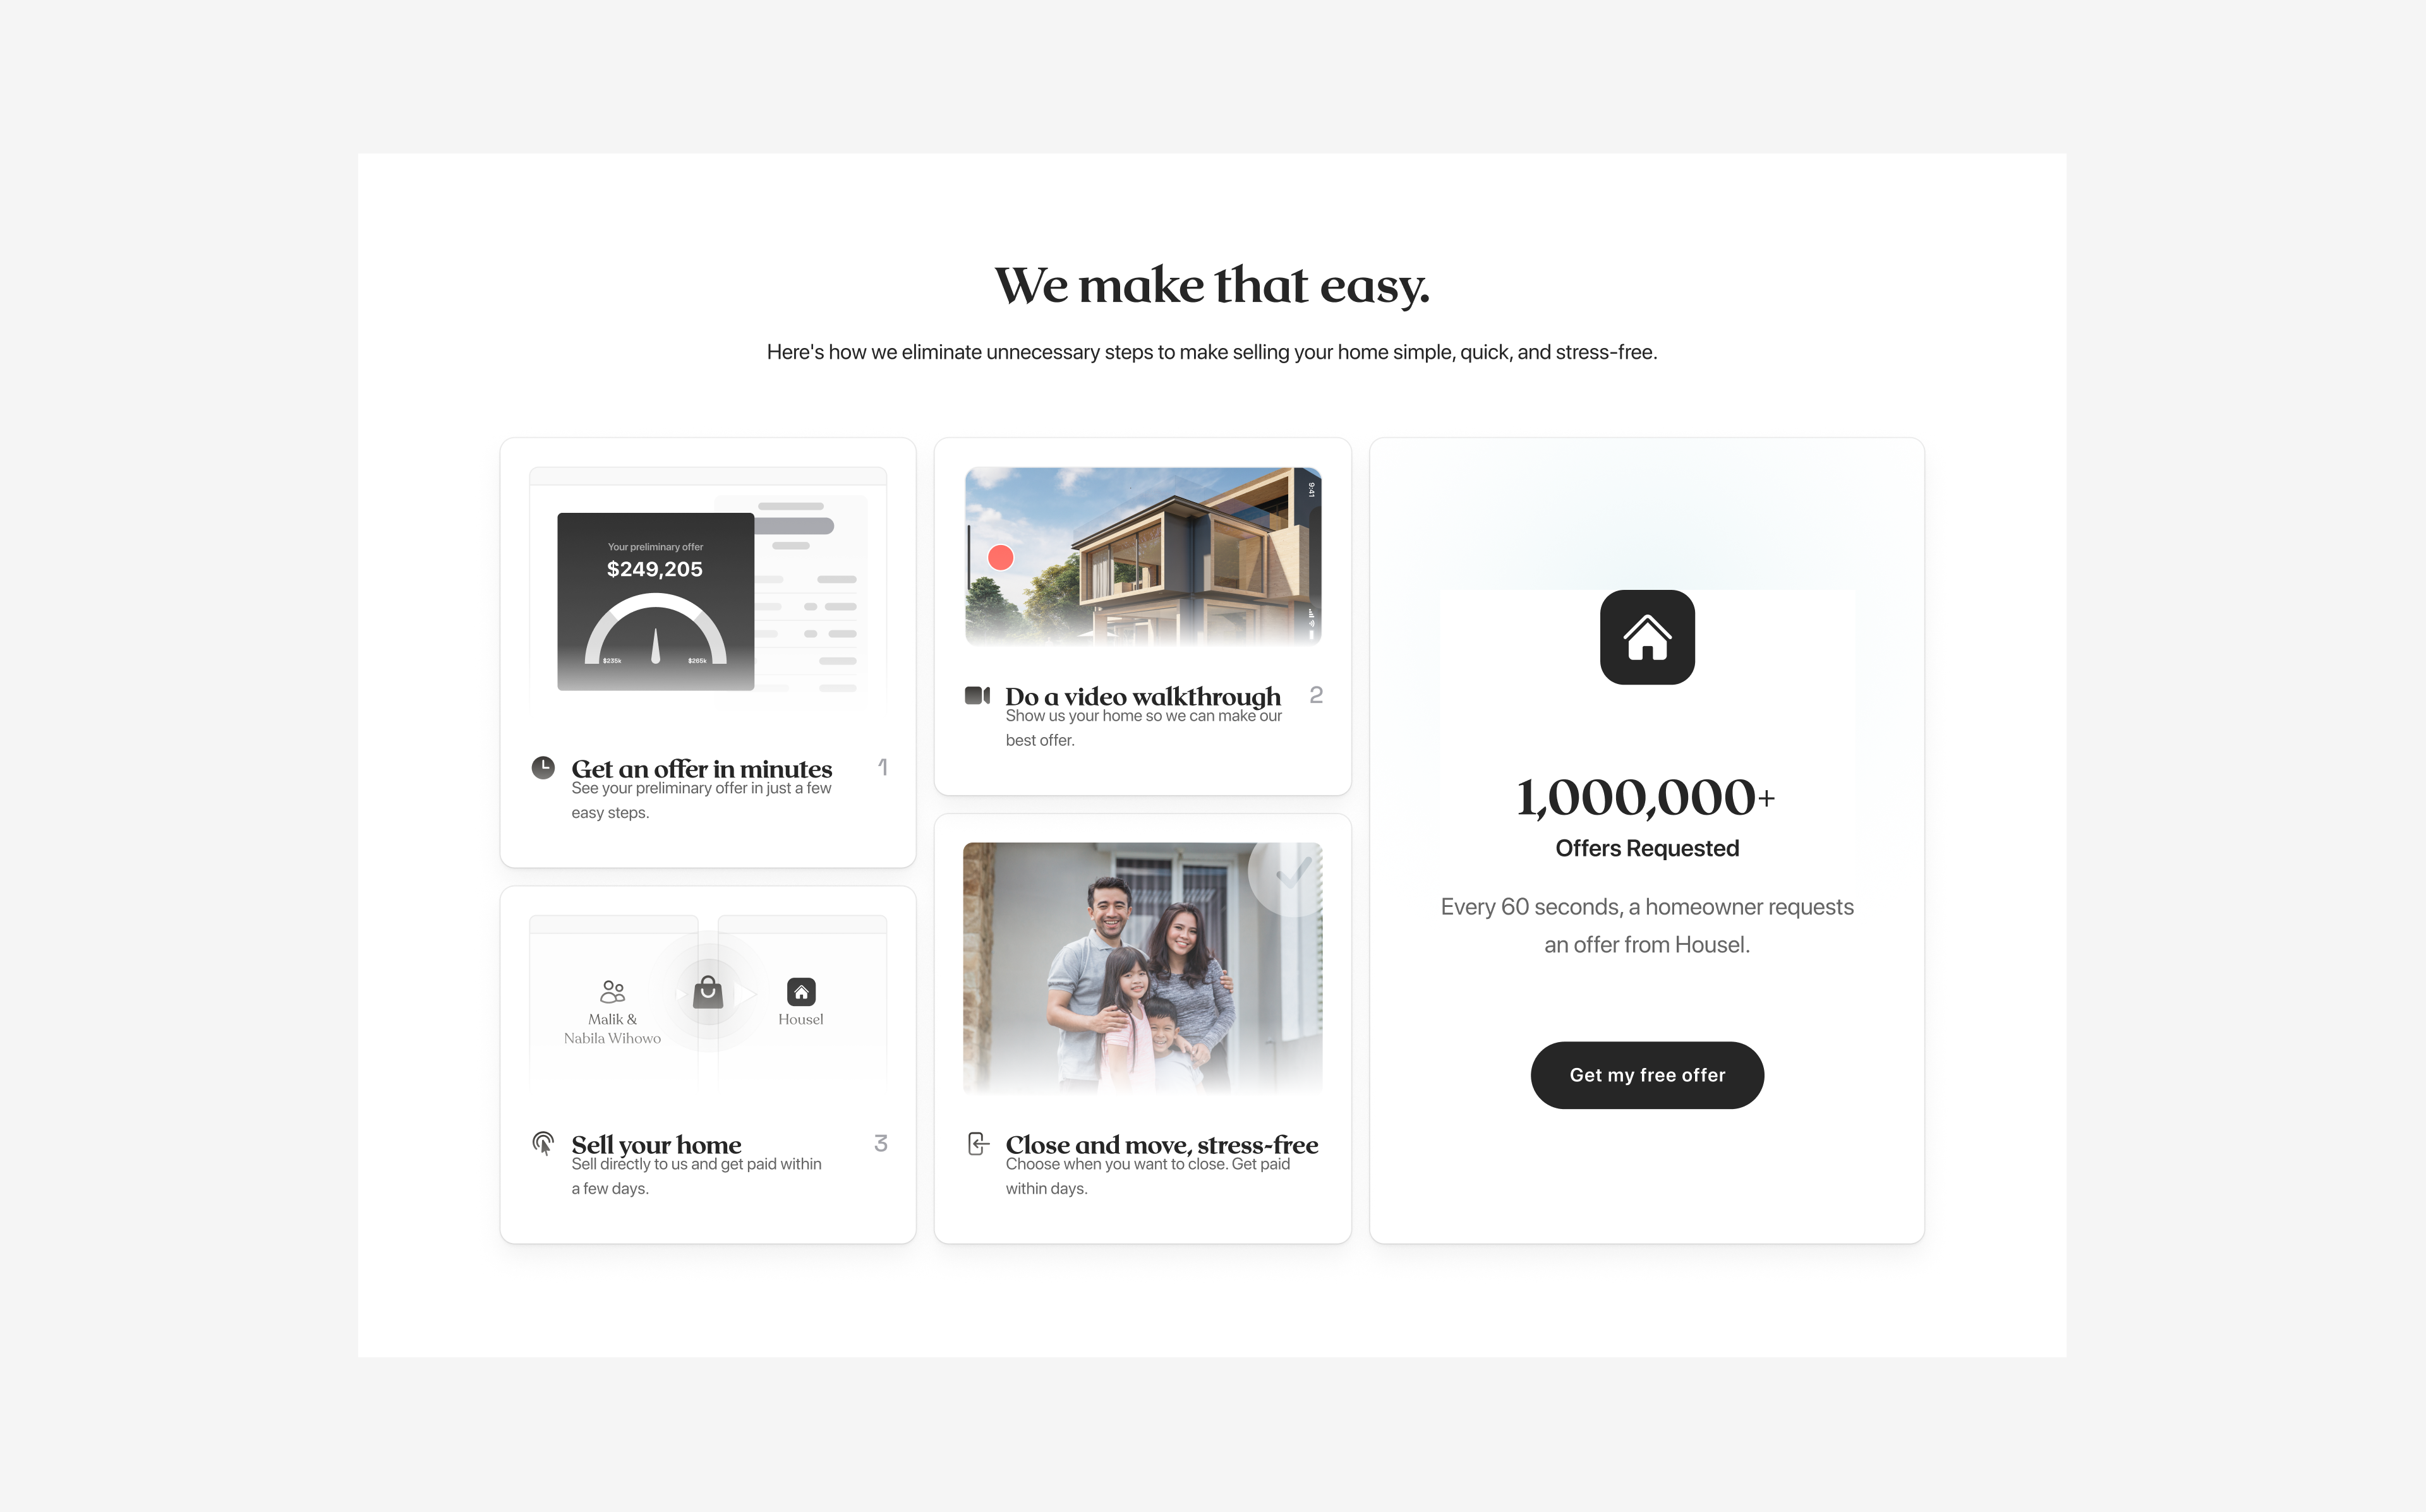 We make that easy.
Here's how we eliminate unnecessary steps to make selling your home simple, quick, and stress-free.
Your preliminary offer
$249,205
$235k
$265k
Get an offer in minutes
1
See your preliminary offer in just a few
easy steps.
9:41
Do a video walkthrough
2
Show us your home so we can make our
best offer.
Malik &
Nabila Wihowo
Housel
Sell your home
3
Sell directly to us and get paid within
a few days.
Close and move, stress-free
Choose when you want to close. Get paid
within days.
1,000,000+
Offers Requested
Every 60 seconds, a homeowner requests
an offer from Housel.
Get my free offer